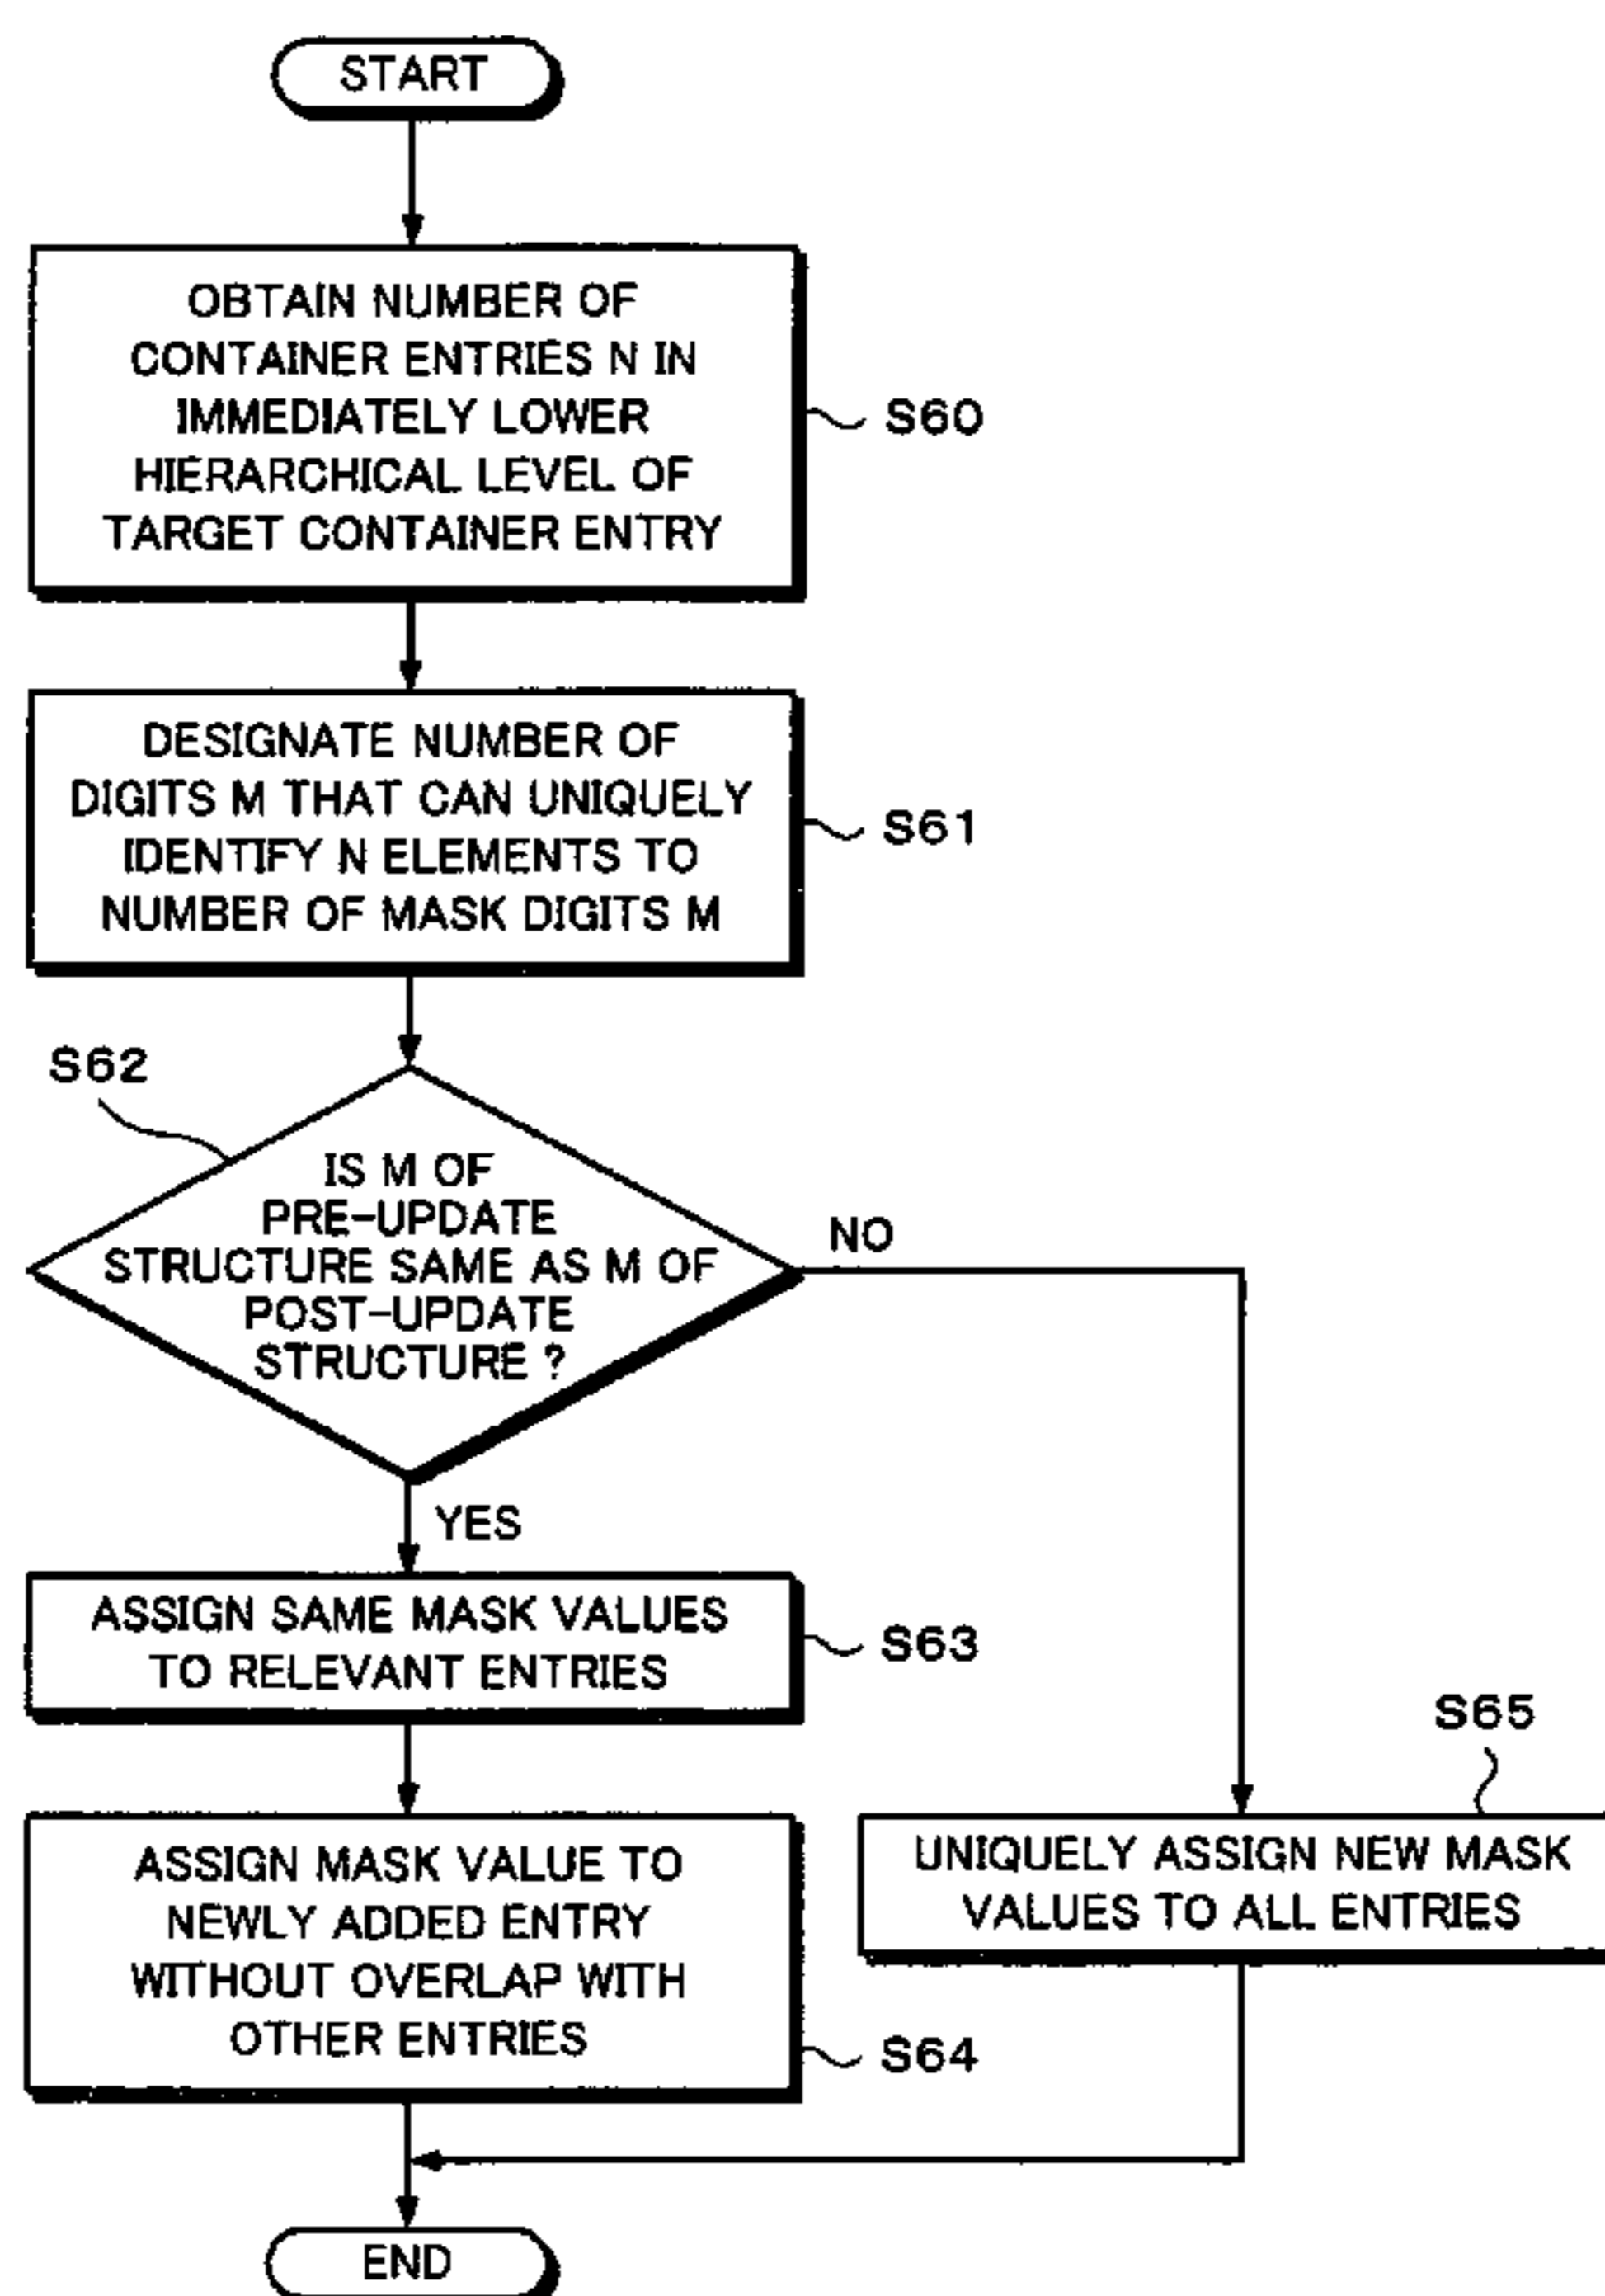 START
OBTAIN NUMBER OF
CONTAINER ENTRIES N IN
IMMEDIATELY LOWER
HIERARCHICAL LEVEL OF
TARGET CONTAINER ENTRY
S60
DESIGNATE NUMBER OF
DIGITS M THAT CAN UNIQUELY
IDENTIFY N ELEMENTS TO
NUMBER OF MASK DIGITS M
S61
S62
IS M OF
PRE-UPDATE
STRUCTURE SAME AS M OF
POST-UPDATE
STRUCTURE ?
NO
YES
ASSIGN SAME MASK VALUES
TO RELEVANT ENTRIES
S63
ASSIGN MASK VALUE TO
NEWLY ADDED ENTRY
WITHOUT OVERLAP WITH
OTHER ENTRIES
S64
S65
UNIQUELY ASSIGN NEW MASK
VALUES TO ALL ENTRIES
END